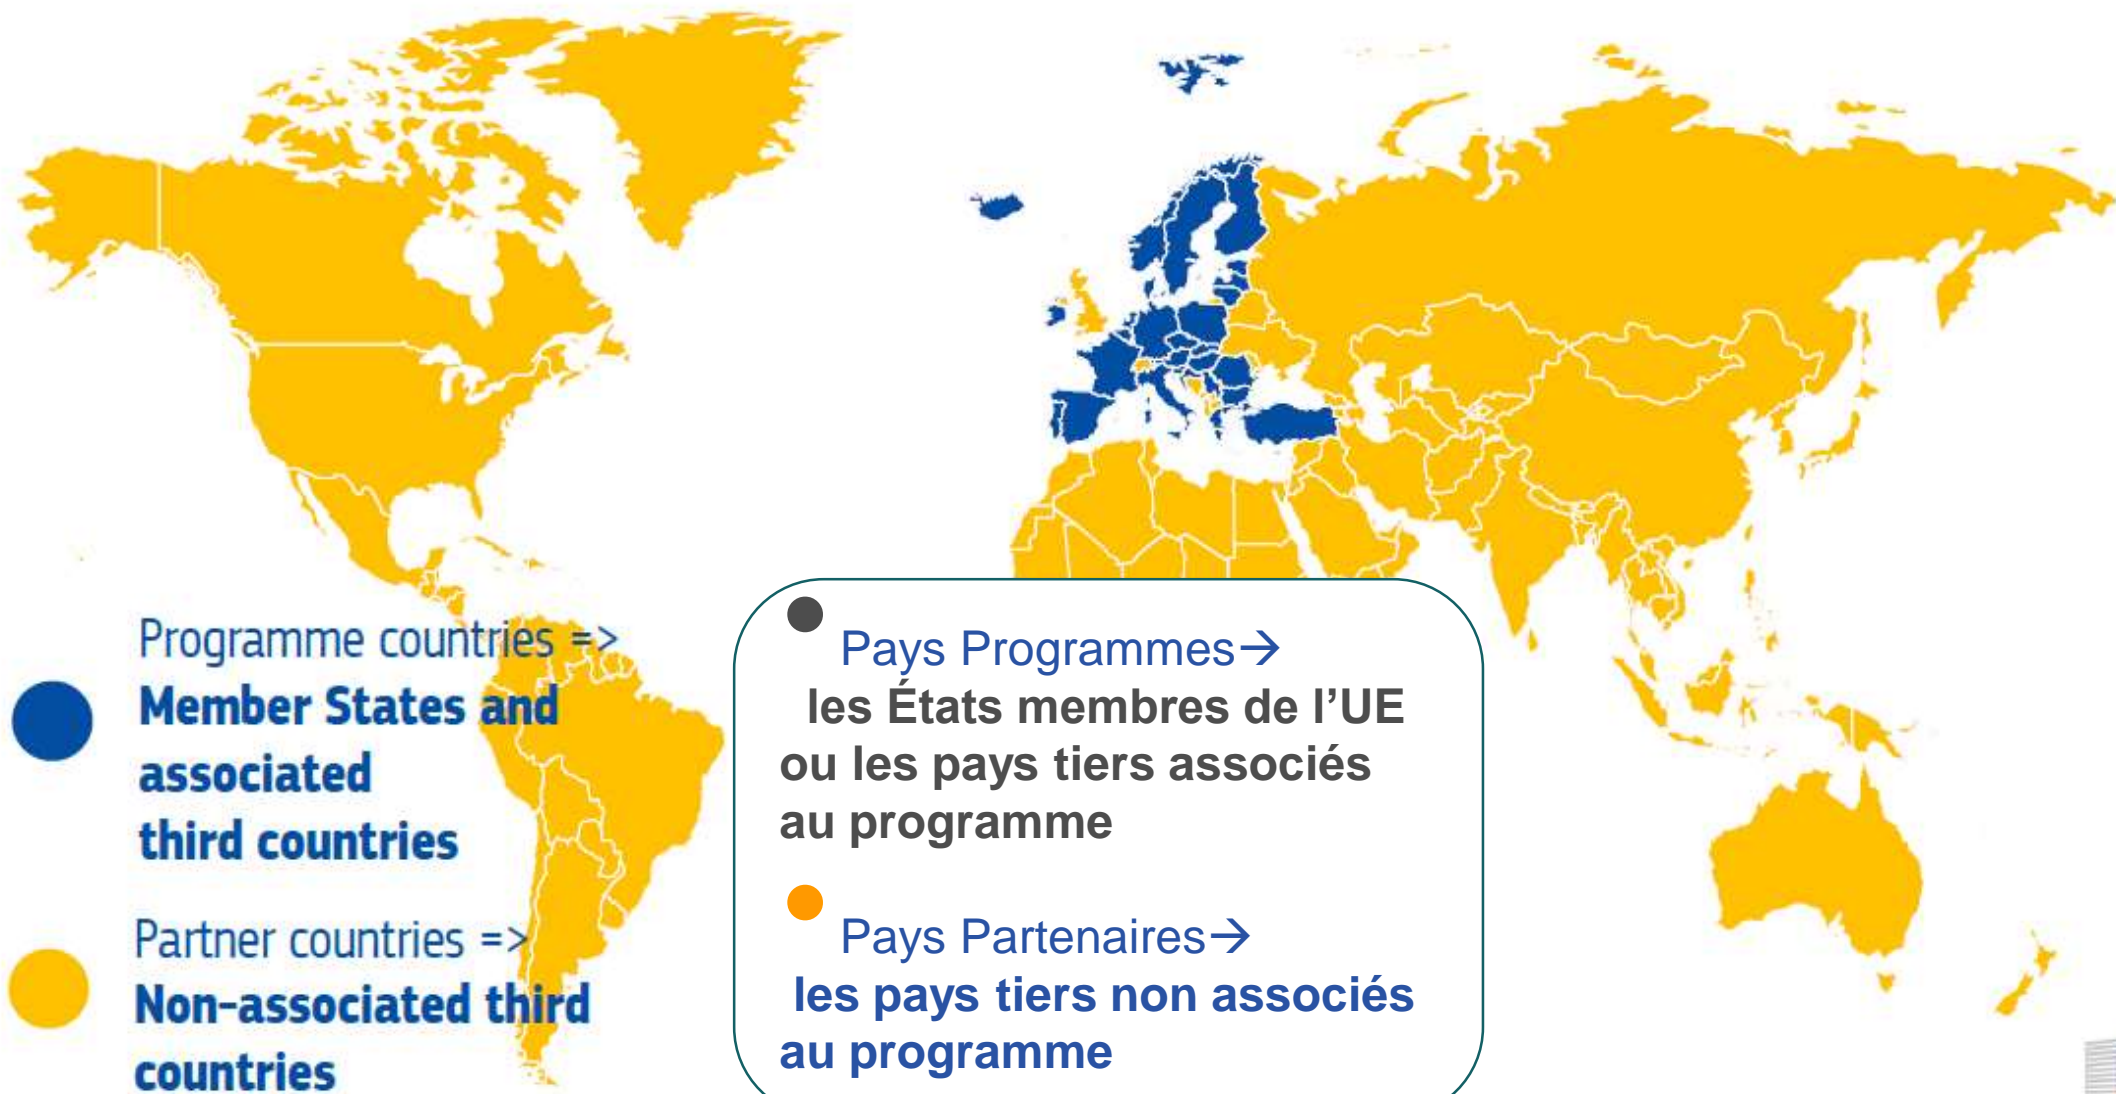 Programme countries =>
Member States and
associated
third countries
Partner countries =>
Non-associated third
countries
Pays Programmes→
les États membres de l’UE
ou les pays tiers associés
au programme
Pays Partenaires→
les pays tiers non associés
au programme